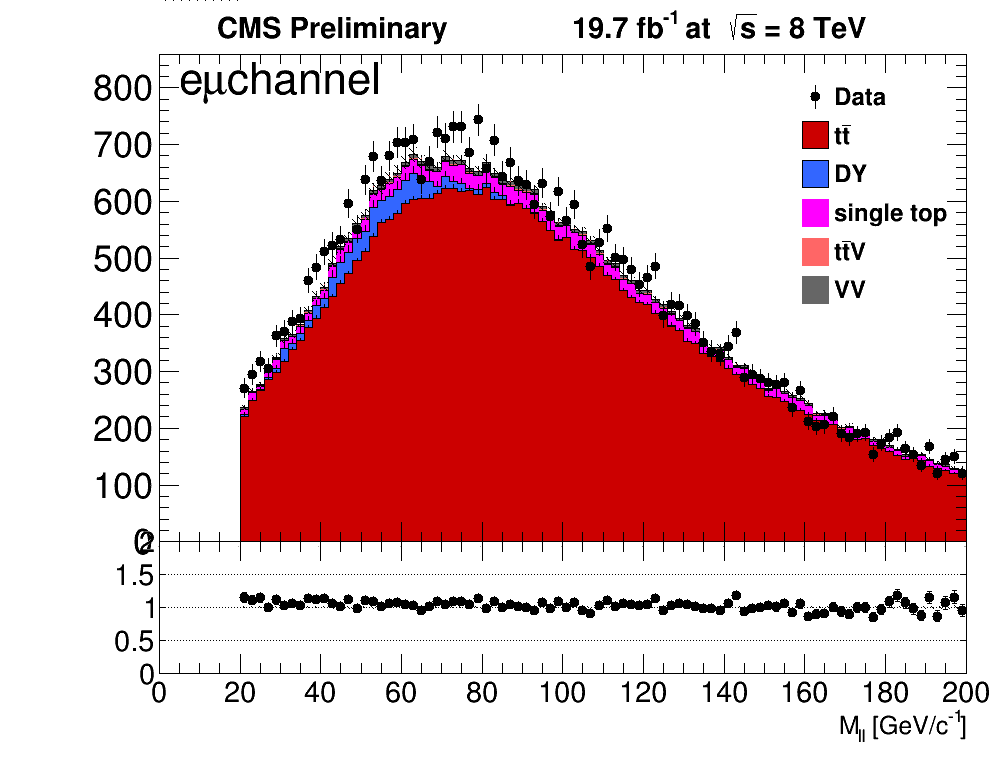 CMS Preliminary 19.7 fb⁻¹ at √s = 8 TeV
eμchannel
Data
tt̄
DY
single top
tt̄V
VV
800
700
600
500
400
300
200
100
0
2
1.5
1
0.5
0
0 20 40 60 80 100 120 140 160 180 200
M_ll [GeV/c⁻¹]